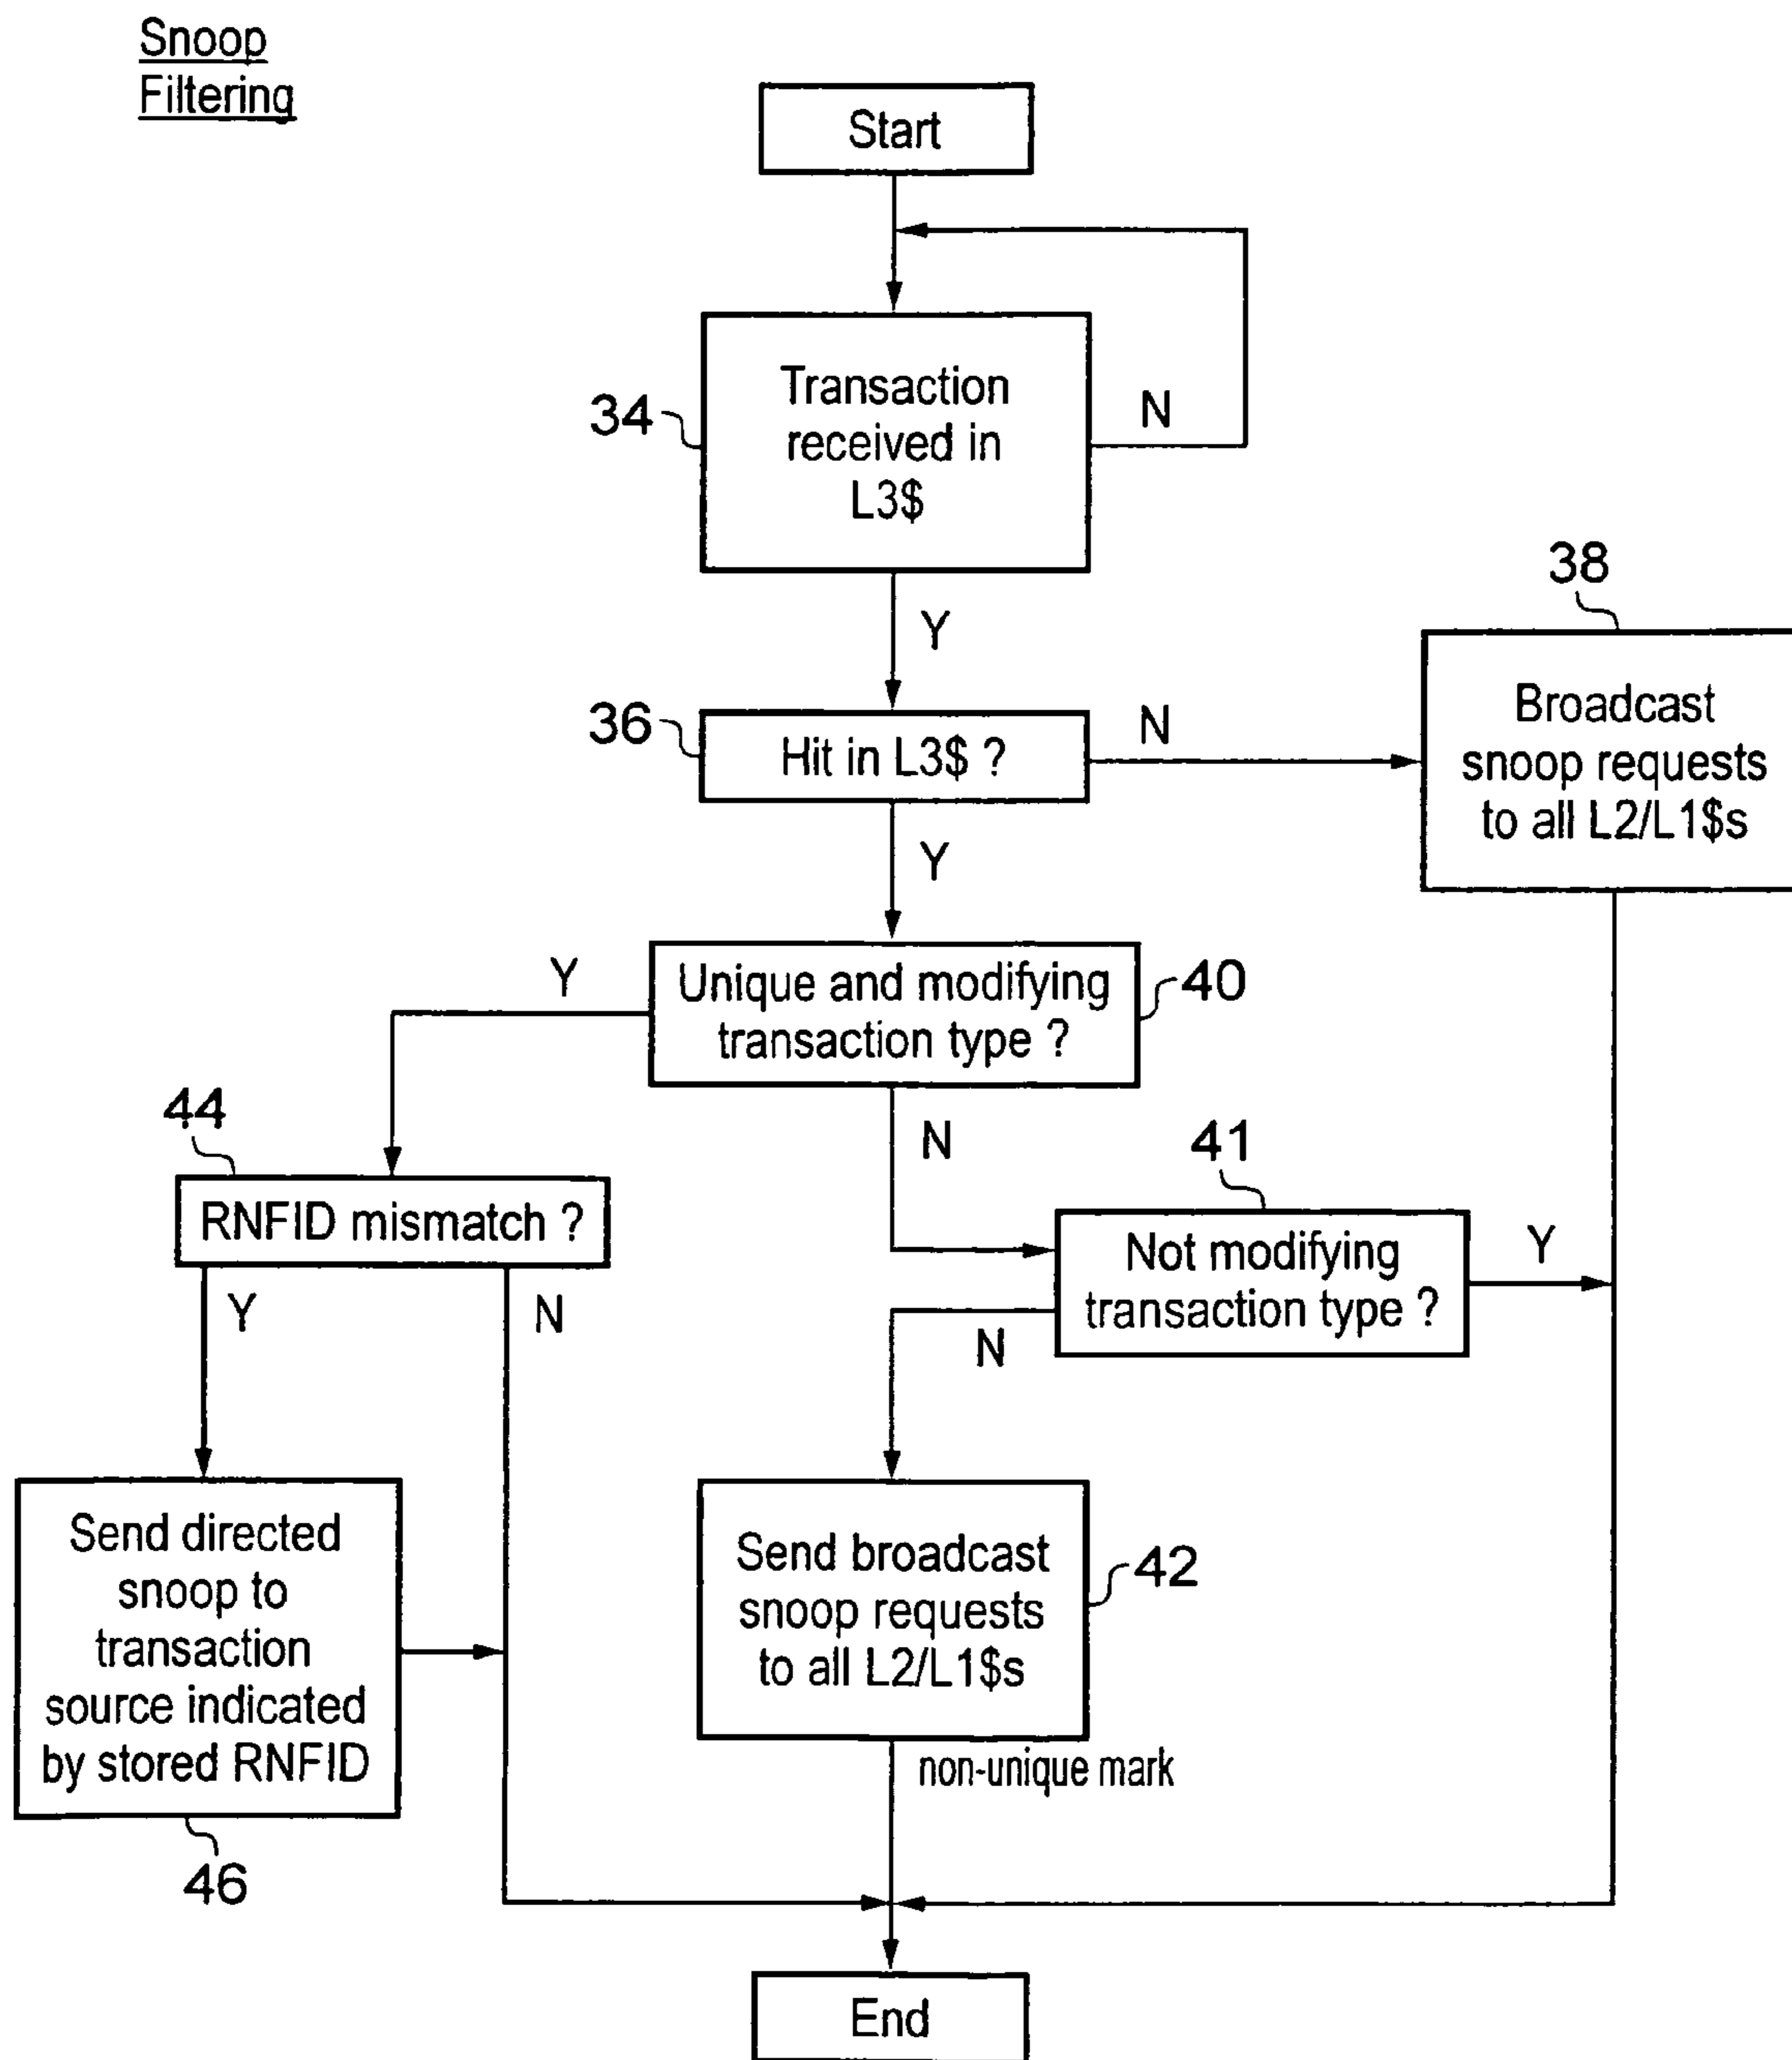 Snoop
Filtering
Start
Transaction
received in
L3$
34
N
Y
38
36
Hit in L3$ ?
N
Broadcast
snoop requests
to all L2/L1$s
Y
Y
Unique and modifying
transaction type ?
40
44
N
41
RNFID mismatch ?
Not modifying
transaction type ?
Y
Y
N
N
Send directed
snoop to
transaction
source indicated
by stored RNFID
Send broadcast
snoop requests
to all L2/L1$s
42
non-unique mark
46
End